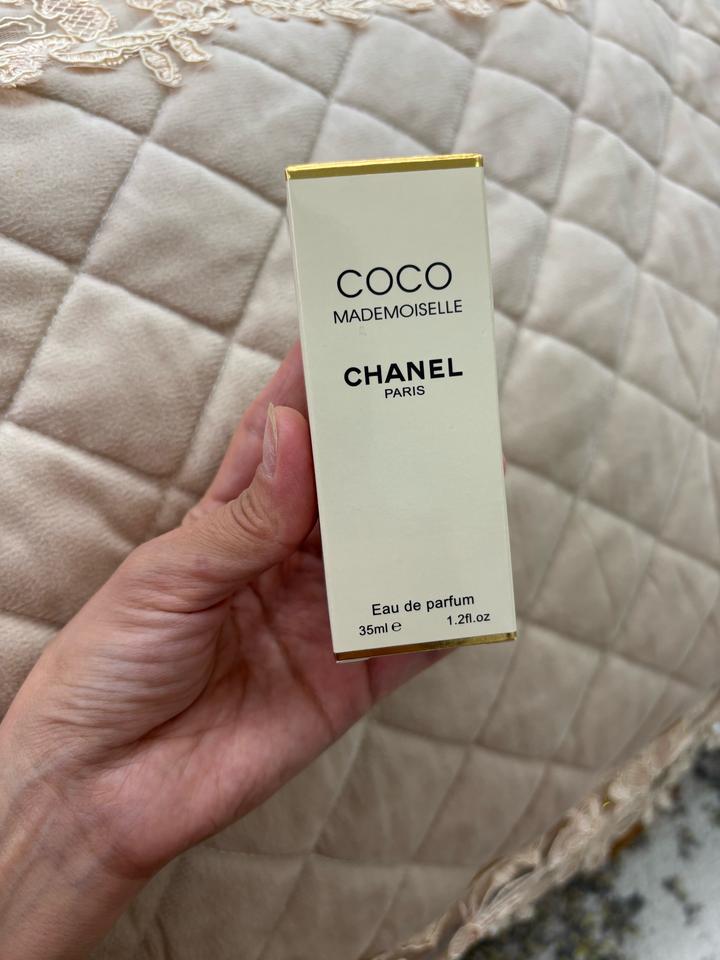 COCO
MADEMOISELLE
CHANEL
PARIS
Eau de parfum
35ml ℮ 1.2fl.oz